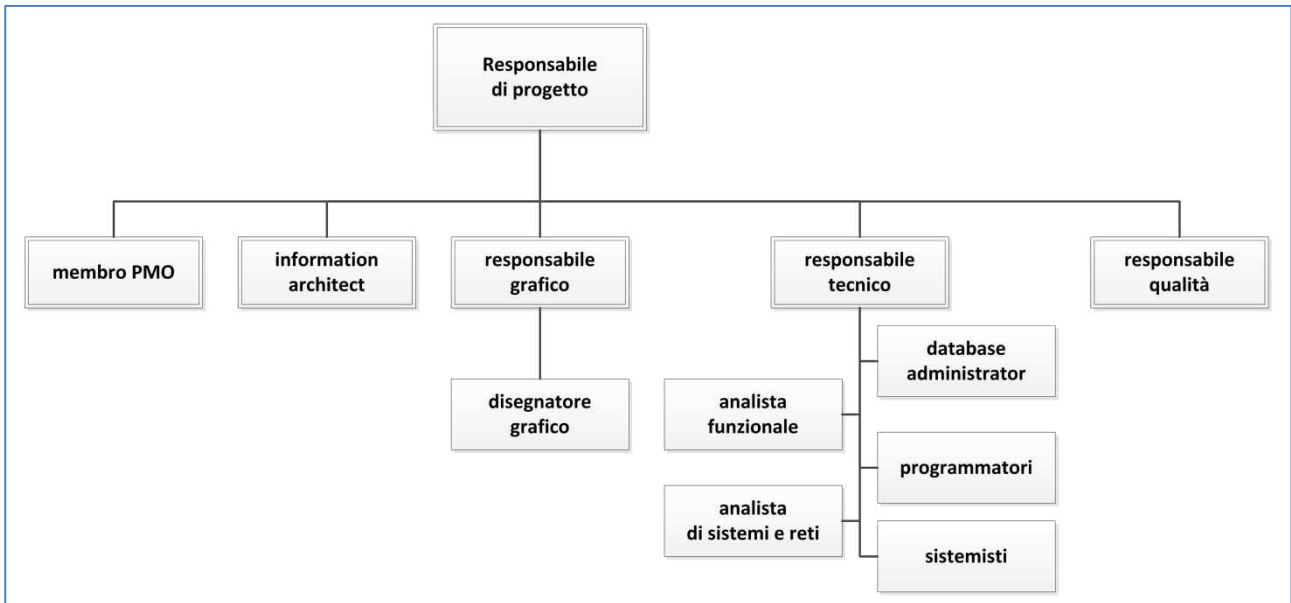 Responsabile
di progetto
membro PMO
information
architect
responsabile
grafico
responsabile
tecnico
responsabile
qualità
disegnatore
grafico
analista
funzionale
database
administrator
programmatori
analista
di sistemi e reti
sistemisti